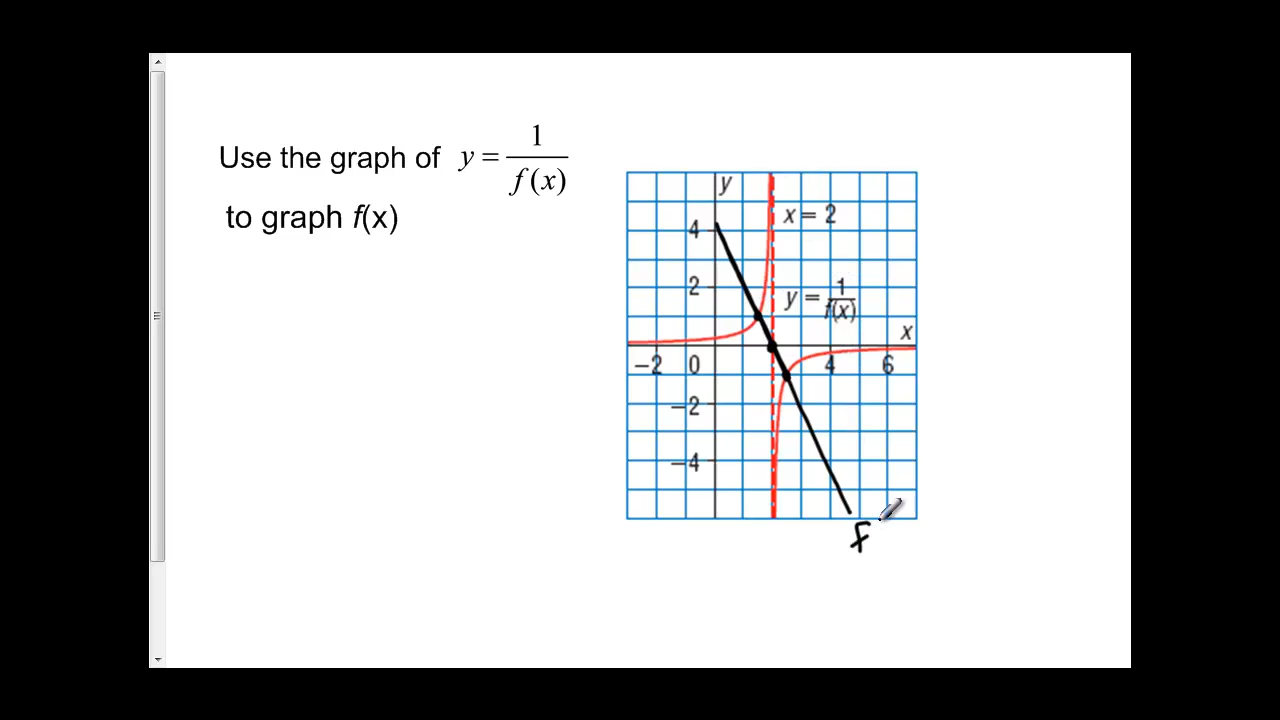 Use the graph of y = 1/f(x)
to graph f(x)
y
x = 2
4
2
y = 1/f(x)
x
−2 0 4 6
−2
−4
f